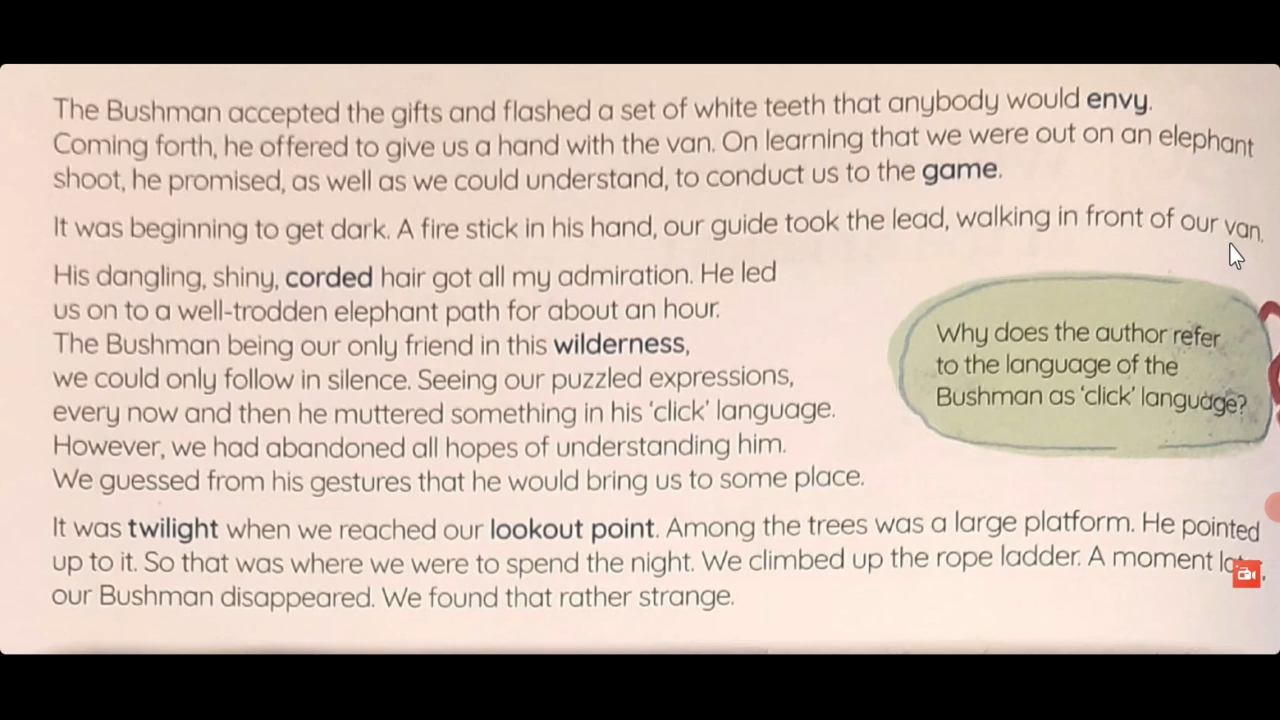 The Bushman accepted the gifts and flashed a set of white teeth that anybody would envy.
Coming forth, he offered to give us a hand with the van. On learning that we were out on an elephant
shoot, he promised, as well as we could understand, to conduct us to the game.
It was beginning to get dark. A fire stick in his hand, our guide took the lead, walking in front of our van.
His dangling, shiny, corded hair got all my admiration. He led
us on to a well-trodden elephant path for about an hour.
The Bushman being our only friend in this wilderness,
we could only follow in silence. Seeing our puzzled expressions,
every now and then he muttered something in his ‘click’ language.
However, we had abandoned all hopes of understanding him.
We guessed from his gestures that he would bring us to some place.
Why does the author refer
to the language of the
Bushman as ‘click’ language?
It was twilight when we reached our lookout point. Among the trees was a large platform. He pointed
up to it. So that was where we were to spend the night. We climbed up the rope ladder. A moment
our Bushman disappeared. We found that rather strange.